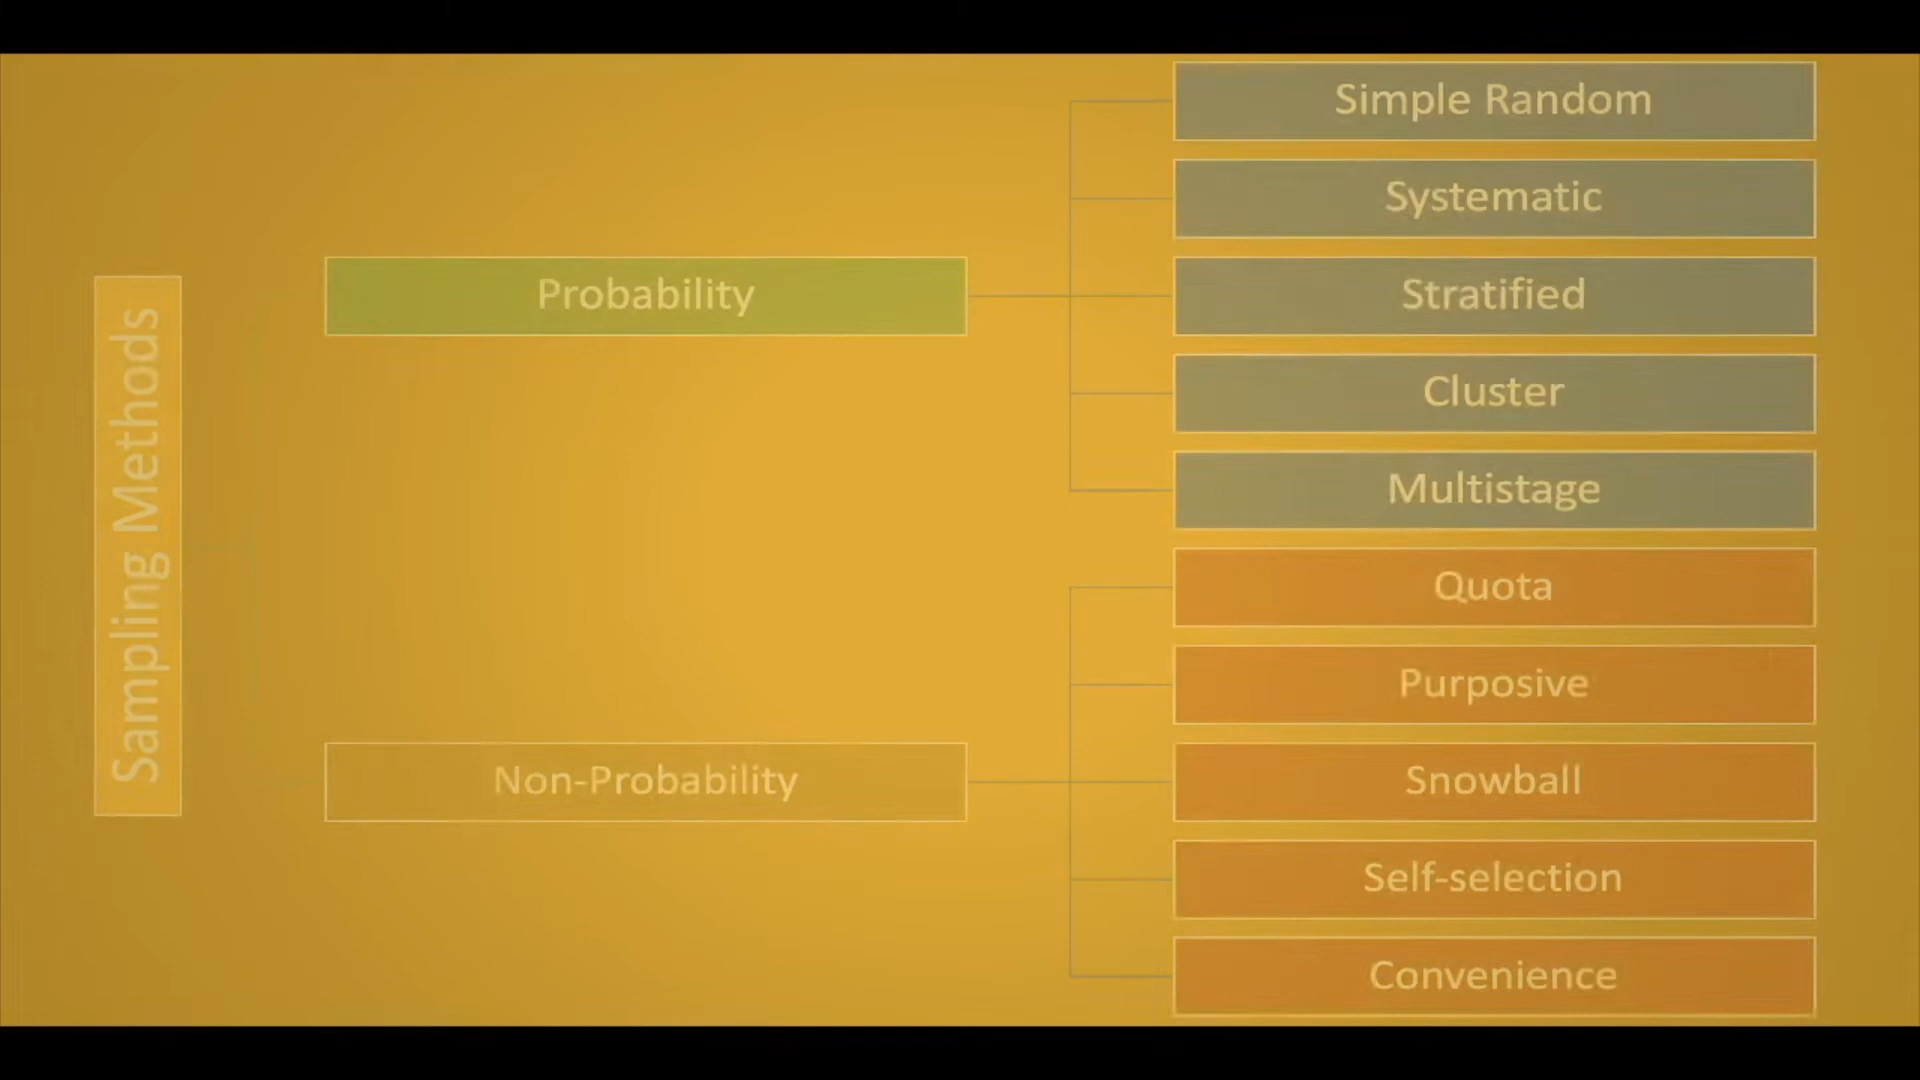 Sampling Methods
Probability
Simple Random
Systematic
Stratified
Cluster
Multistage
Non-Probability
Quota
Purposive
Snowball
Self-selection
Convenience